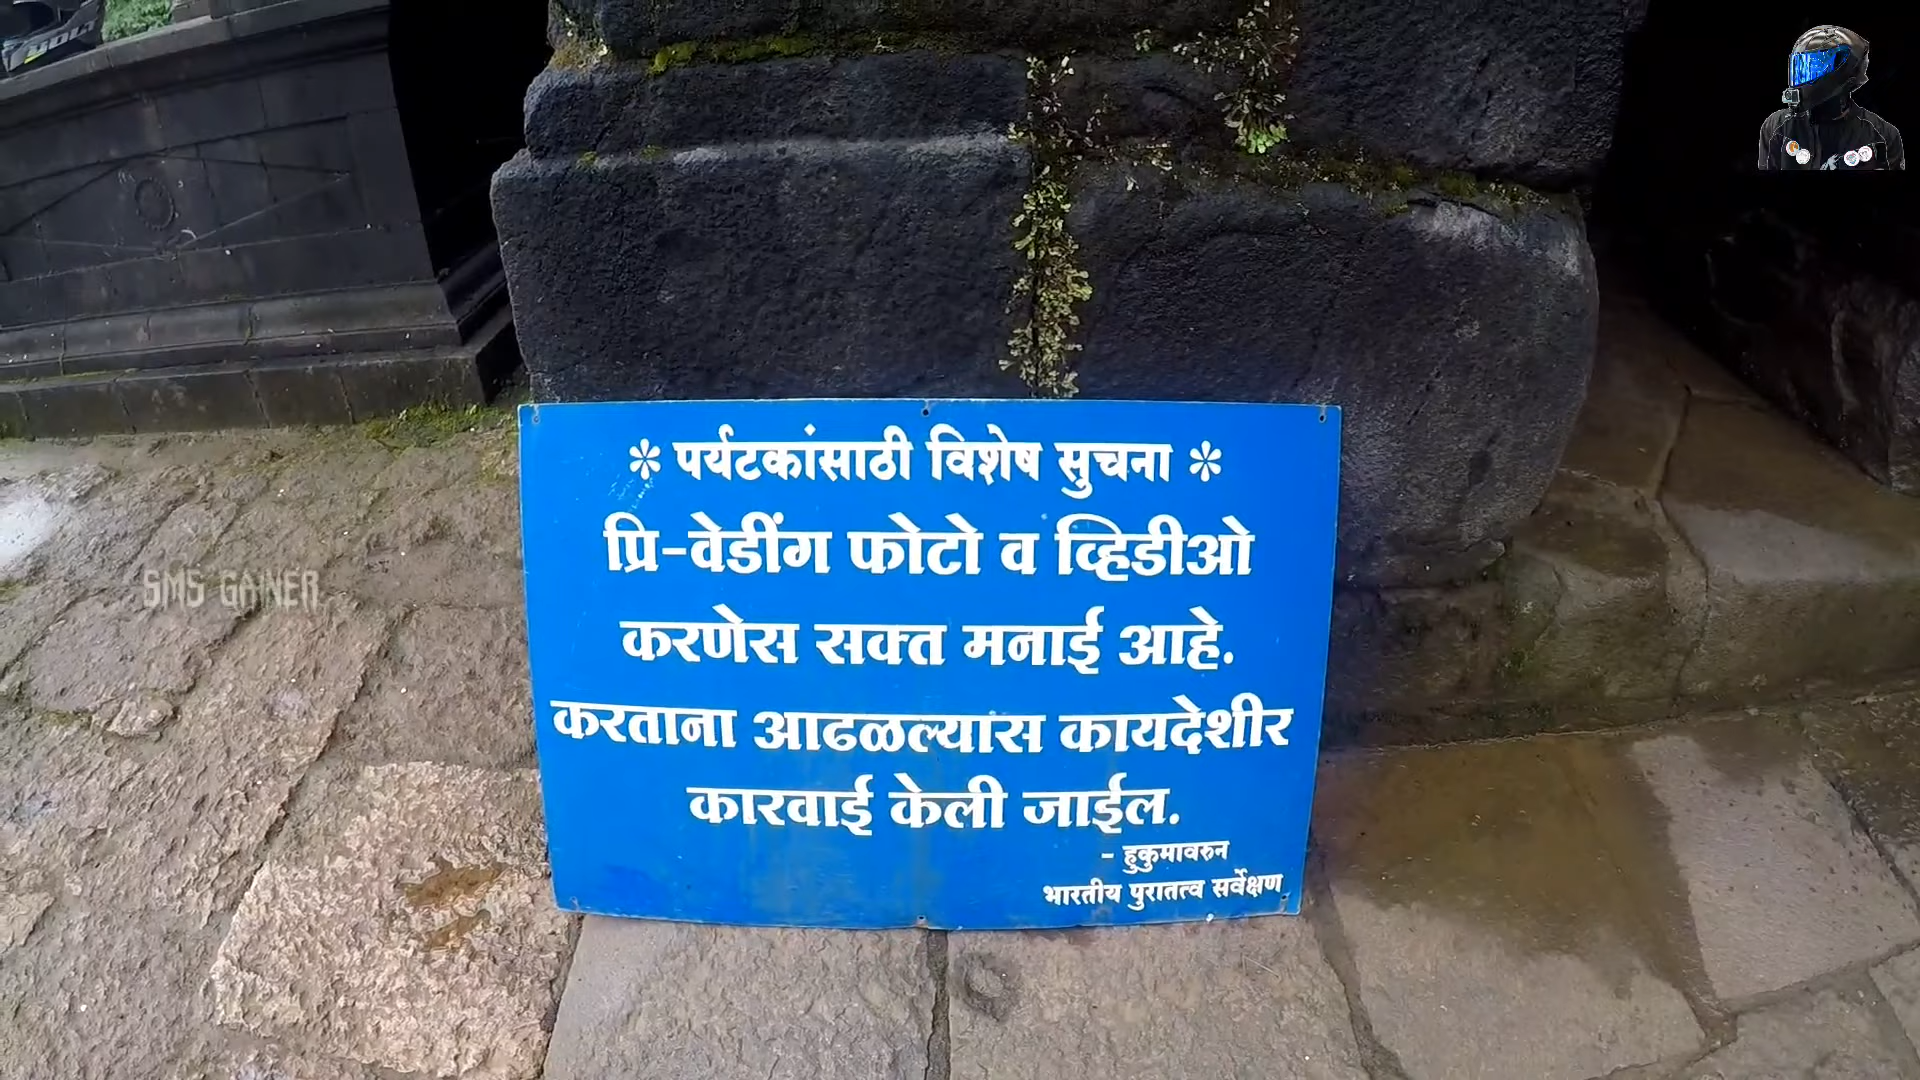 * पर्यटकांसाठी विशेष सुचना *
प्रि-वेडींग फोटो व व्हिडीओ
करणेस सक्त मनाई आहे.
करताना आढळल्यांस कायदेशीर
कारवाई केली जाईल.
- हुकुमावरुन
भारतीय पुरातत्व सर्वेक्षण
SMS GAINER